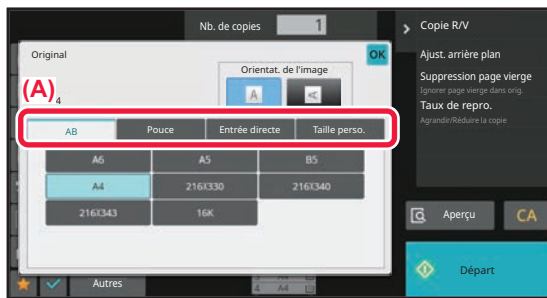 Nb. de copies 1
Original
OK
Orientat. de l'image
A
A
(A)
4
AB
Pouce
Entrée directe
Taille perso.
A6
A5
B5
A4
216X330
216X340
216X343
16K
Autres
4 A4
Copie R/V
Ajust. arrière plan
Suppression page vierge
Ignorer page vierge dans orig.
Taux de repro.
Agrandir/Réduire la copie
Aperçu
CA
Départ